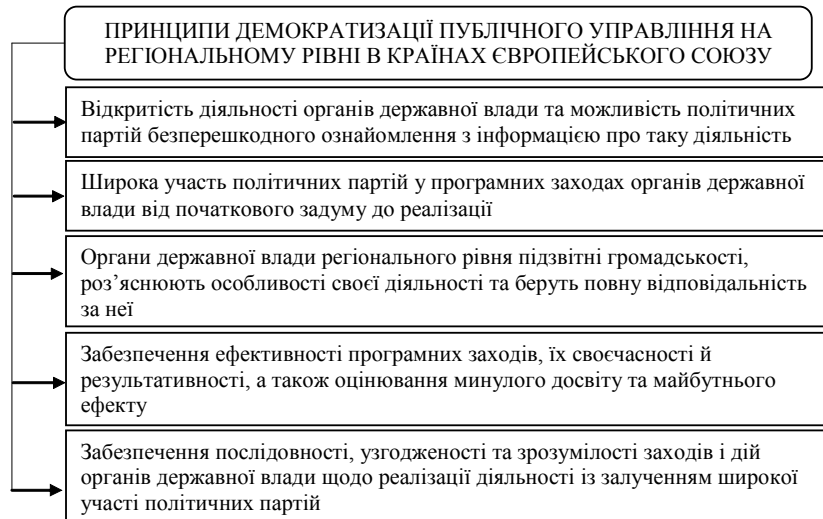 ПРИНЦИПИ ДЕМОКРАТИЗАЦІЇ ПУБЛІЧНОГО УПРАВЛІННЯ НА
РЕГІОНАЛЬНОМУ РІВНІ В КРАЇНАХ ЄВРОПЕЙСЬКОГО СОЮЗУ
Відкритість діяльності органів державної влади та можливість політичних
партій безперешкодного ознайомлення з інформацією про таку діяльність
Широка участь політичних партій у програмних заходах органів державної
влади від початкового задуму до реалізації
Органи державної влади регіонального рівня підзвітні громадськості,
роз’яснюють особливості своєї діяльності та беруть повну відповідальність
за неї
Забезпечення ефективності програмних заходів, їх своєчасності й
результативності, а також оцінювання минулого досвіту та майбутнього
ефекту
Забезпечення послідовності, узгодженості та зрозумілості заходів і дій
органів державної влади щодо реалізації діяльності із залученням широкої
участі політичних партій